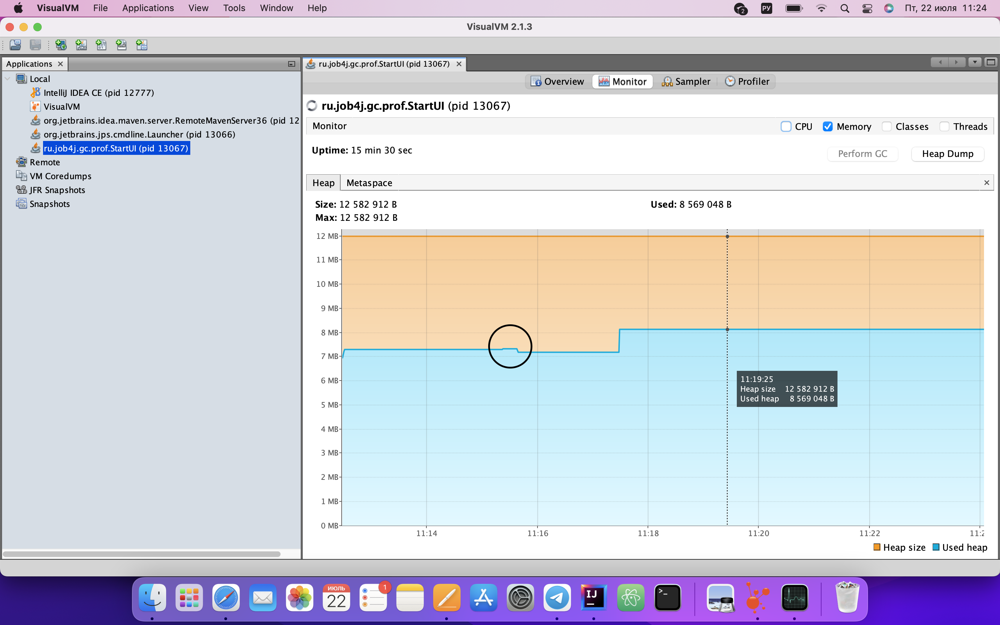 VisualVM File Applications View Tools Window Help 2 РУ Пт, 22 июля 11:24
VisualVM 2.1.3
Applications
ru.job4j.gc.prof.StartUI (pid 13067)
Local
IntelliJ IDEA CE (pid 12777)
VisualVM
org.jetbrains.idea.maven.server.RemoteMavenServer36 (pid 12
org.jetbrains.jps.cmdline.Launcher (pid 13066)
ru.job4j.gc.prof.StartUI (pid 13067)
Remote
VM Coredumps
JFR Snapshots
Snapshots
Overview Monitor Sampler Profiler
ru.job4j.gc.prof.StartUI (pid 13067)
Monitor CPU Memory Classes Threads
Uptime: 15 min 30 sec
Perform GC Heap Dump
Heap Metaspace
Size: 12 582 912 B Used: 8 569 048 B
Max: 12 582 912 B
12 MB
11 MB
10 MB
9 MB
8 MB
7 MB
6 MB
5 MB
4 MB
3 MB
2 MB
1 MB
0 MB
11:19:25
Heap size 12 582 912 B
Used heap 8 569 048 B
11:14 11:16 11:18 11:20 11:22
Heap size Used heap
ИЮЛЬ
22
1
IJ
>_